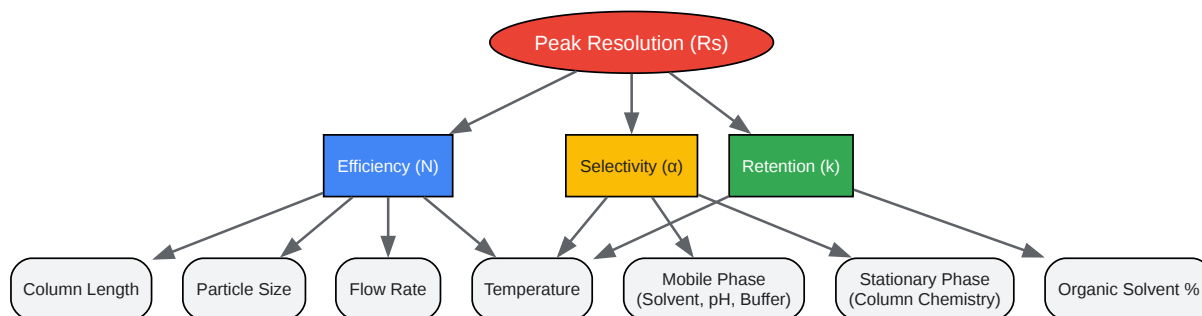 Peak Resolution (Rs)
Efficiency (N)
Selectivity (α)
Retention (k)
Column Length
Particle Size
Flow Rate
Temperature
Mobile Phase
(Solvent, pH, Buffer)
Stationary Phase
(Column Chemistry)
Organic Solvent %